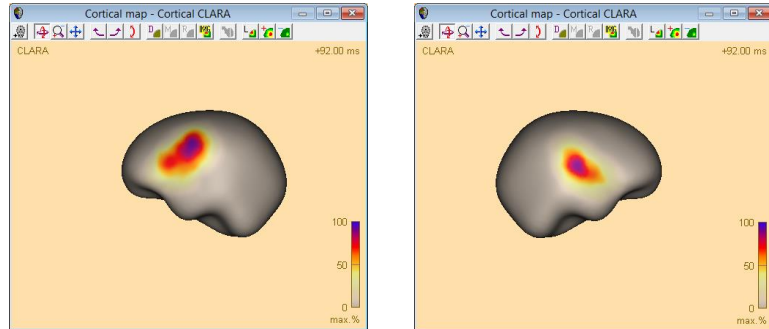 Cortical map - Cortical CLARA
CLARA
+92.00 ms
100
50
0
max.%
Cortical map - Cortical CLARA
CLARA
+92.00 ms
100
50
0
max.%